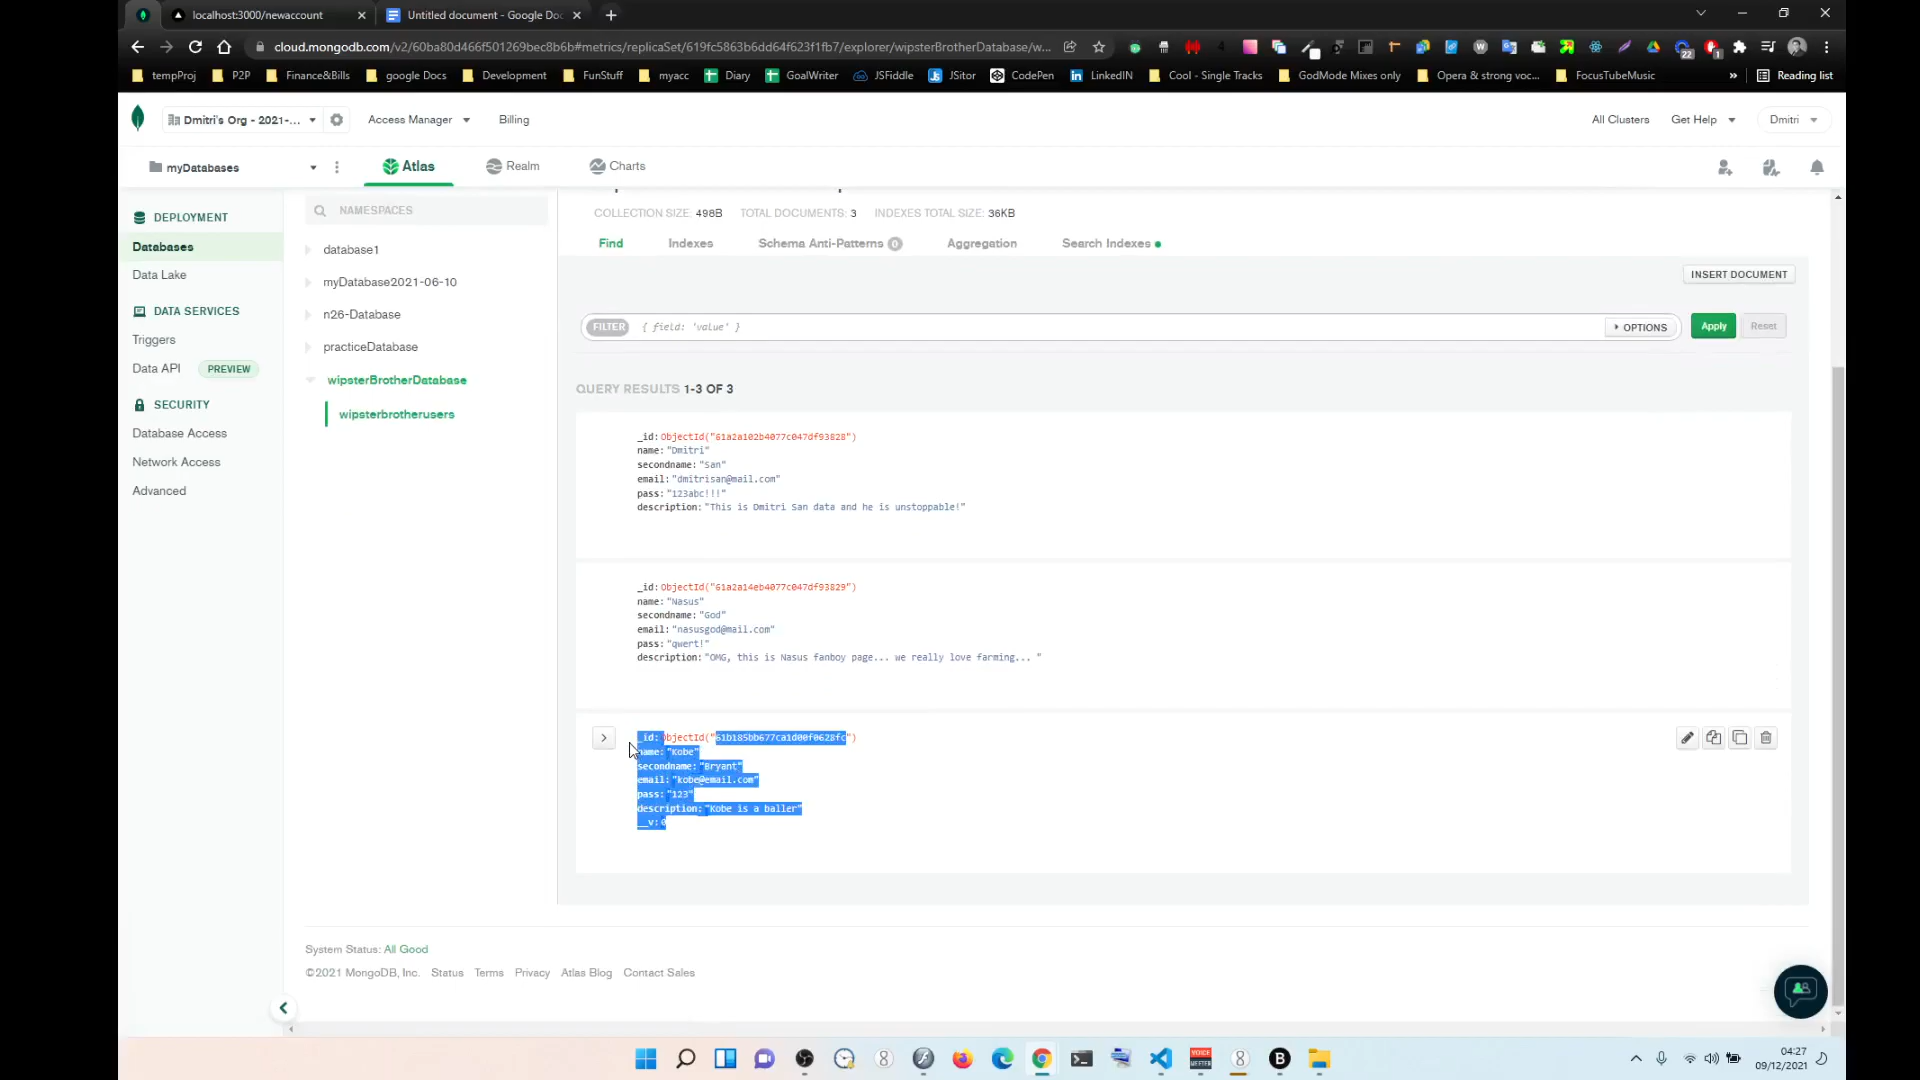 localhost:3000/newaccount
Untitled document - Google Doc
cloud.mongodb.com/v2/60ba80d466f501269bec8b6b#metrics/replicaSet/619fc5863b6dd64f623f1fb7/explorer/wipsterBrotherDatabase/w...
22
1
tempProj
P2P
Finance&Bills
google Docs
Development
FunStuff
myacc
Diary
GoalWriter
JSFiddle
JSitor
CodePen
LinkedIN
Cool - Single Tracks
GodMode Mixes only
Opera & strong voc...
FocusTubeMusic
»
Reading list
Dmitri's Org - 2021-...
Access Manager
Billing
All Clusters
Get Help
Dmitri
myDatabases
Atlas
Realm
Charts
DEPLOYMENT
Databases
Data Lake
DATA SERVICES
Triggers
Data API PREVIEW
SECURITY
Database Access
Network Access
Advanced
NAMESPACES
database1
myDatabase2021-06-10
n26-Database
practiceDatabase
wipsterBrotherDatabase
wipsterbrotherusers
COLLECTION SIZE: 498B TOTAL DOCUMENTS: 3 INDEXES TOTAL SIZE: 36KB
Find
Indexes
Schema Anti-Patterns 0
Aggregation
Search Indexes
INSERT DOCUMENT
FILTER { field: 'value' }
OPTIONS
Apply
Reset
QUERY RESULTS 1-3 OF 3
_id: ObjectId("61a2a102b4077c047df93828")
name: "Dmitri"
secondname: "San"
email: "dmitrisan@mail.com"
pass: "123abc!!!"
description: "This is Dmitri San data and he is unstoppable!"
_id: ObjectId("61a2a14eb4077c047df93829")
name: "Nasus"
secondname: "God"
email: "nasusgod@mail.com"
pass: "qwert!"
description: "OMG, this is Nasus fanboy page... we really love farming... "
_id: ObjectId("61b185bb677ca1d00f0628fc")
name: "Kobe"
secondname: "Bryant"
email: "kobe@email.com"
pass: "123"
description: "Kobe is a baller"
__v: 0
System Status: All Good
©2021 MongoDB, Inc. Status Terms Privacy Atlas Blog Contact Sales
04:27
09/12/2021